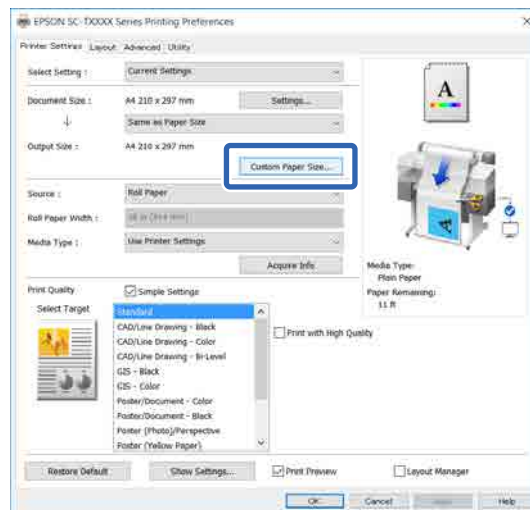 EPSON SC-TXXXX Series Printing Preferences
Printer Settings Layout Advanced Utility
Select Setting : Current Settings
Document Size : A4 210 x 297 mm Settings...
Same as Paper Size
Output Size : A4 210 x 297 mm
Custom Paper Size...
Source : Roll Paper
Roll Paper Width :
Media Type : Use Printer Settings
Acquire Info
A
A
Media Type:
Plain Paper
Paper Remaining:
11 ft
Print Quality Simple Settings
Select Target
Standard
CAD/Line Drawing - Black
CAD/Line Drawing - Color
CAD/Line Drawing - Bi-Level
GIS - Black
GIS - Color
Poster/Document - Color
Poster/Document - Black
Poster (Photo)/Perspective
Poster (Yellow Paper)
Print with High Quality
Restore Default Show Settings... Print Preview Layout Manager
OK Cancel Apply Help